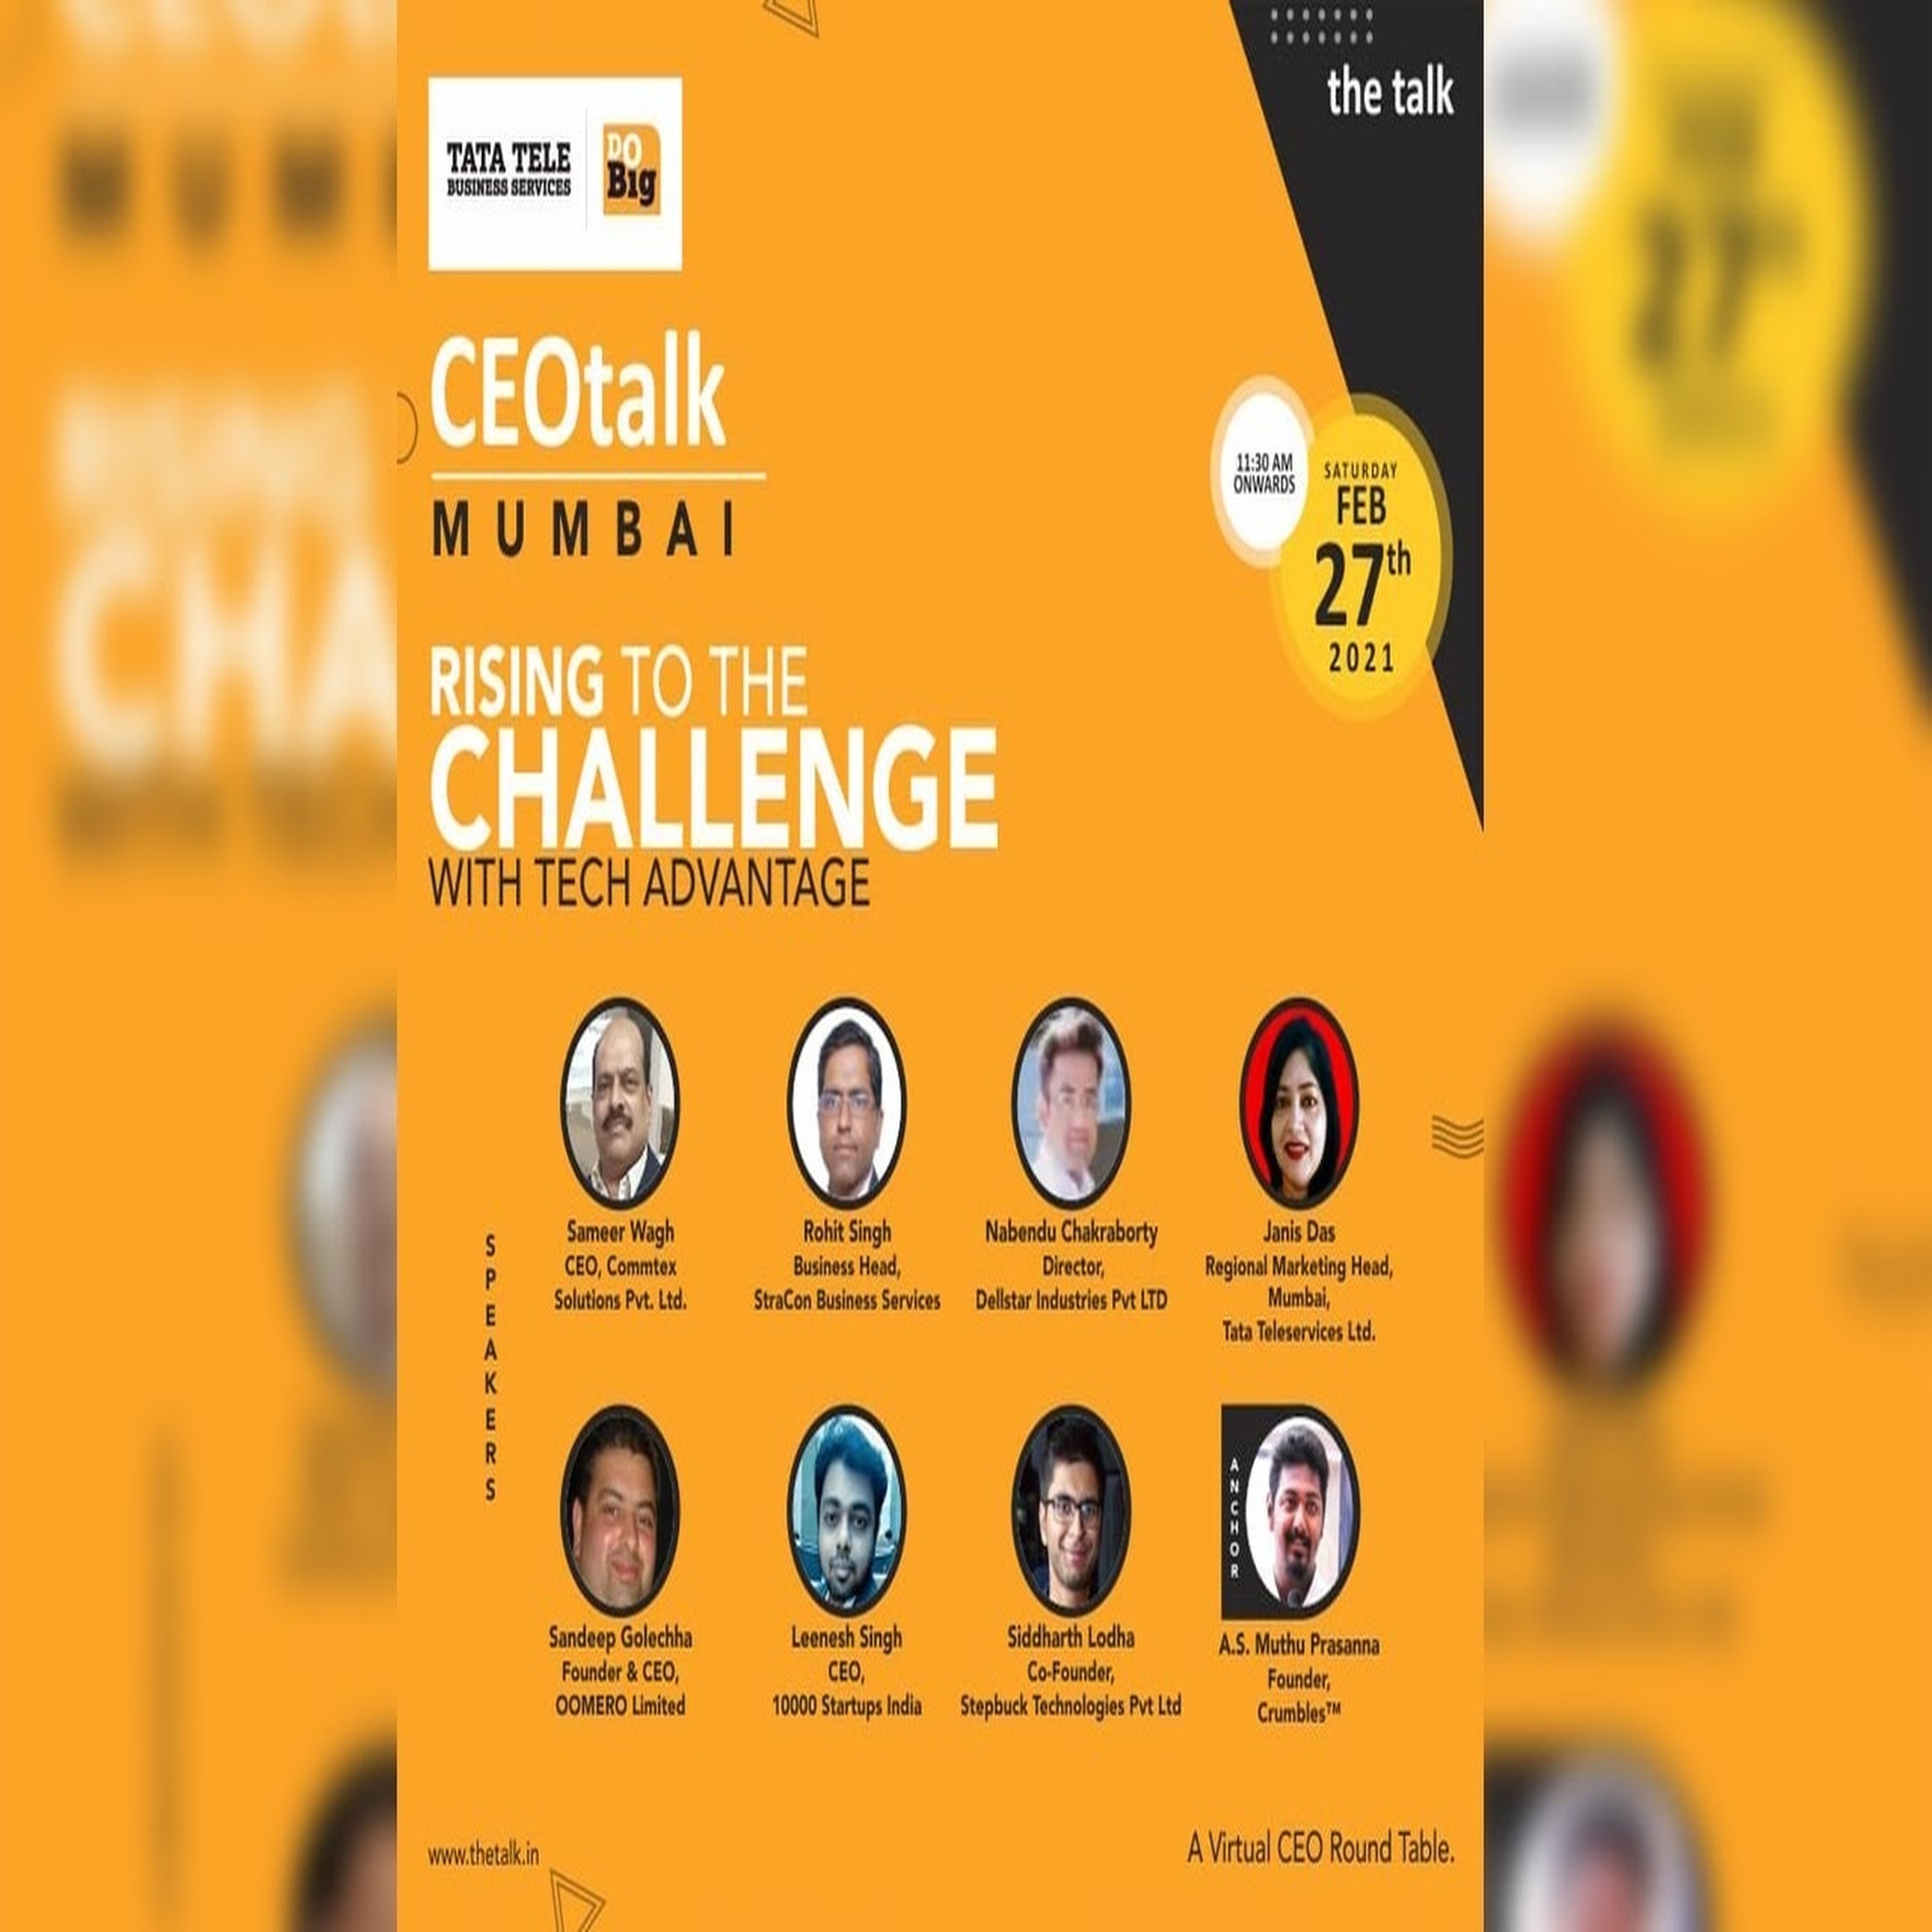 the talk
TATA TELE
BUSINESS SERVICES
DO
Big
CEOtalk
MUMBAI
11:30 AM
ONWARDS
SATURDAY
FEB
27th
2021
RISING TO THE
CHALLENGE
WITH TECH ADVANTAGE
SPEAKERS
Sameer Wagh
CEO, Commtex
Solutions Pvt. Ltd.
Rohit Singh
Business Head,
StraCon Business Services
Nabendu Chakraborty
Director,
Dellstar Industries Pvt LTD
Janis Das
Regional Marketing Head,
Mumbai,
Tata Teleservices Ltd.
Sandeep Golechha
Founder & CEO,
OOMERO Limited
Leenesh Singh
CEO,
10000 Startups India
Siddharth Lodha
Co-Founder,
Stepbuck Technologies Pvt Ltd
ANCHOR
A.S. Muthu Prasanna
Founder,
Crumbles™
www.thetalk.in
A Virtual CEO Round Table.